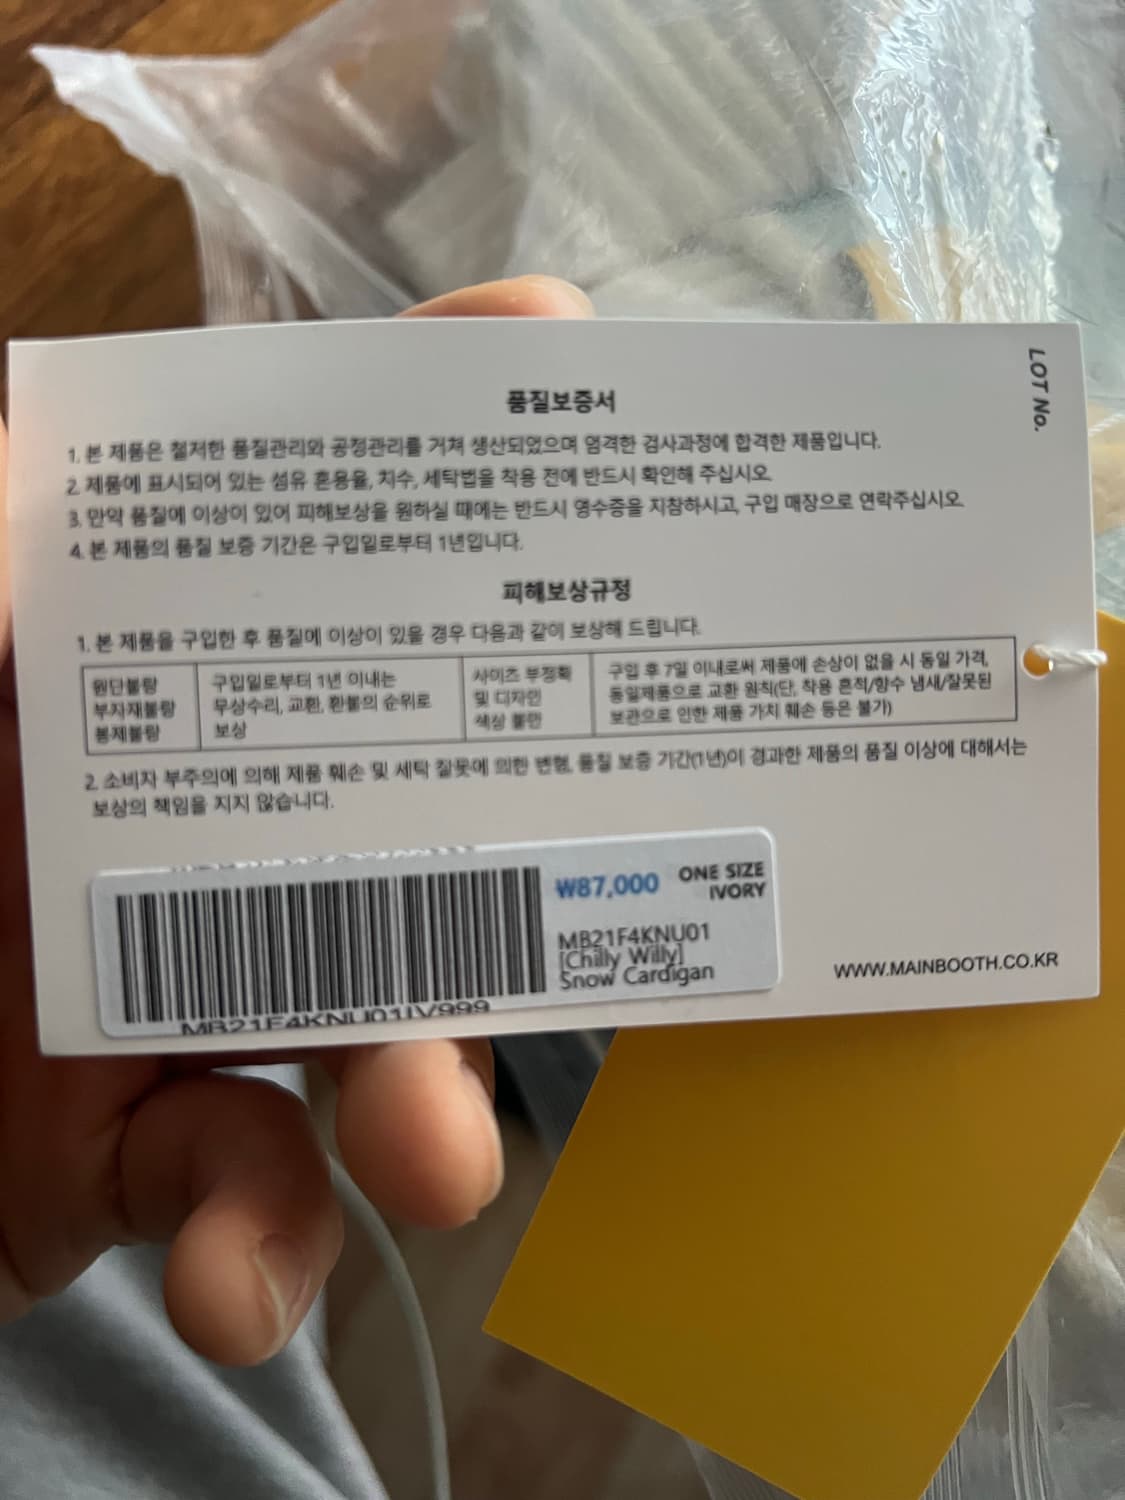 LOT No.
품질보증서
1. 본 제품은 철저한 품질관리와 공정관리를 거쳐 생산되었으며 엄격한 검사과정에 합격한 제품입니다.
2. 제품에 표시되어 있는 섬유 혼용율, 치수, 세탁법을 착용 전에 반드시 확인해 주십시오.
3. 만약 품질에 이상이 있어 피해보상을 원하실 때에는 반드시 영수증을 지참하시고, 구입 매장으로 연락주십시오.
4. 본 제품의 품질 보증 기간은 구입일로부터 1년입니다.
피해보상규정
1. 본 제품을 구입한 후 품질에 이상이 있을 경우 다음과 같이 보상해 드립니다.
원단불량
부자재불량
봉제불량
구입일로부터 1년 이내는
무상수리, 교환, 환불의 순위로
보상
사이즈 부정확
및 디자인
색상 불만
구입 후 7일 이내로써 제품에 손상이 없을 시 동일 가격,
동일제품으로 교환 원칙(단, 착용 흔적/향수 냄새/잘못된
보관으로 인한 제품 가치 훼손 등은 불가)
2. 소비자 부주의에 의해 제품 훼손 및 세탁 잘못에 의한 변형, 품질 보증 기간(1년)이 경과한 제품의 품질 이상에 대해서는
보상의 책임을 지지 않습니다.
₩87,000
ONE SIZE
IVORY
MB21F4KNU01
[Chilly Willy]
Snow Cardigan
MB21F4KNU01IV999
WWW.MAINBOOTH.CO.KR